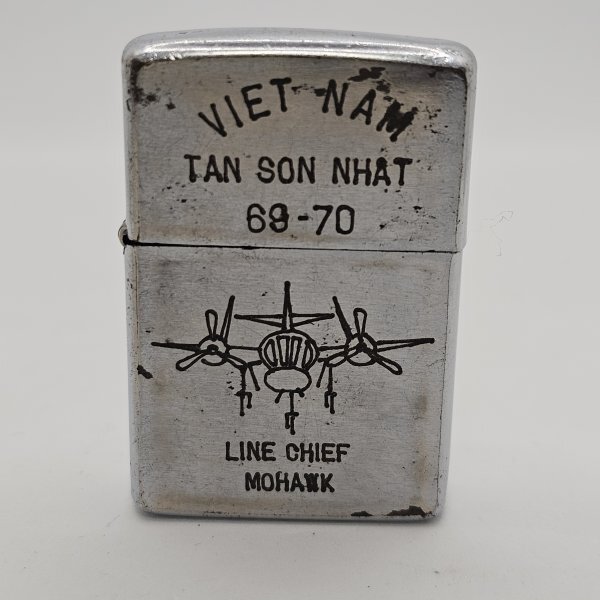 VIET NAM
TAN SON NHAT
69-70
LINE CHIEF
MOHAWK